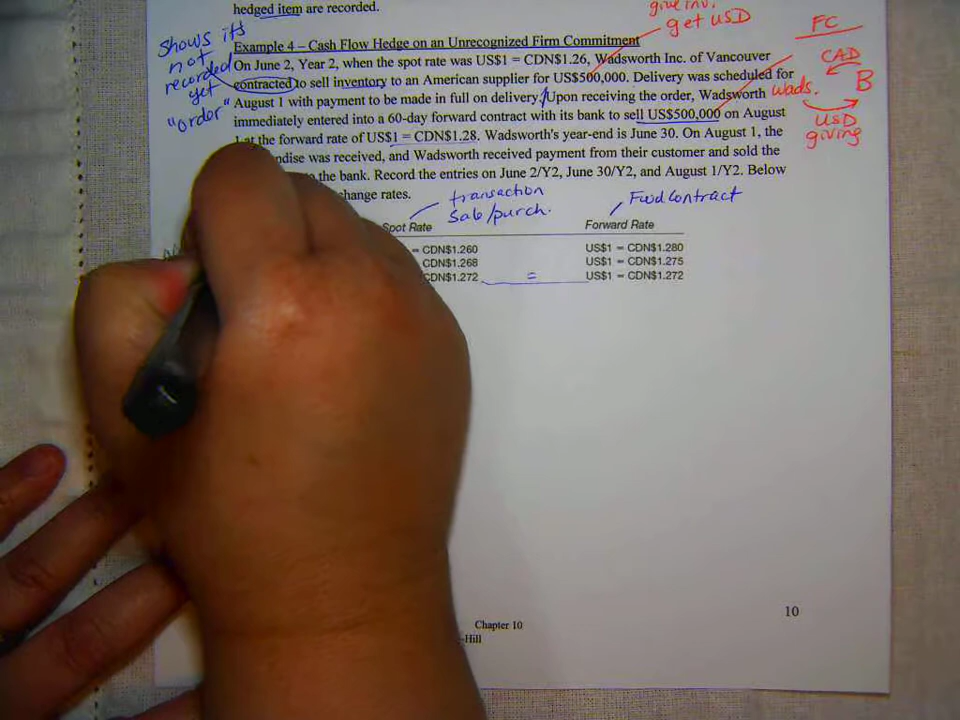 hedged item are recorded.
give inv.
get USD
FC
CAD
B
wads.
USD
giving
shows its
not
recorded
get
"order"
Example 4 – Cash Flow Hedge on an Unrecognized Firm Commitment
On June 2, Year 2, when the spot rate was US$1 = CDN$1.26, Wadsworth Inc. of Vancouver
contracted to sell inventory to an American supplier for US$500,000. Delivery was scheduled for
August 1 with payment to be made in full on delivery. Upon receiving the order, Wadsworth
immediately entered into a 60-day forward contract with its bank to sell US$500,000 on August
1 at the forward rate of US$1 = CDN$1.28. Wadsworth's year-end is June 30. On August 1, the
ndise was received, and Wadsworth received payment from their customer and sold the
the bank. Record the entries on June 2/Y2, June 30/Y2, and August 1/Y2. Below
change rates.
transaction
Sale/purch.
Fwd Contract
Spot Rate Forward Rate
= CDN$1.260 US$1 = CDN$1.280
CDN$1.268 US$1 = CDN$1.275
CDN$1.272 = US$1 = CDN$1.272
10
Chapter 10
-Hill